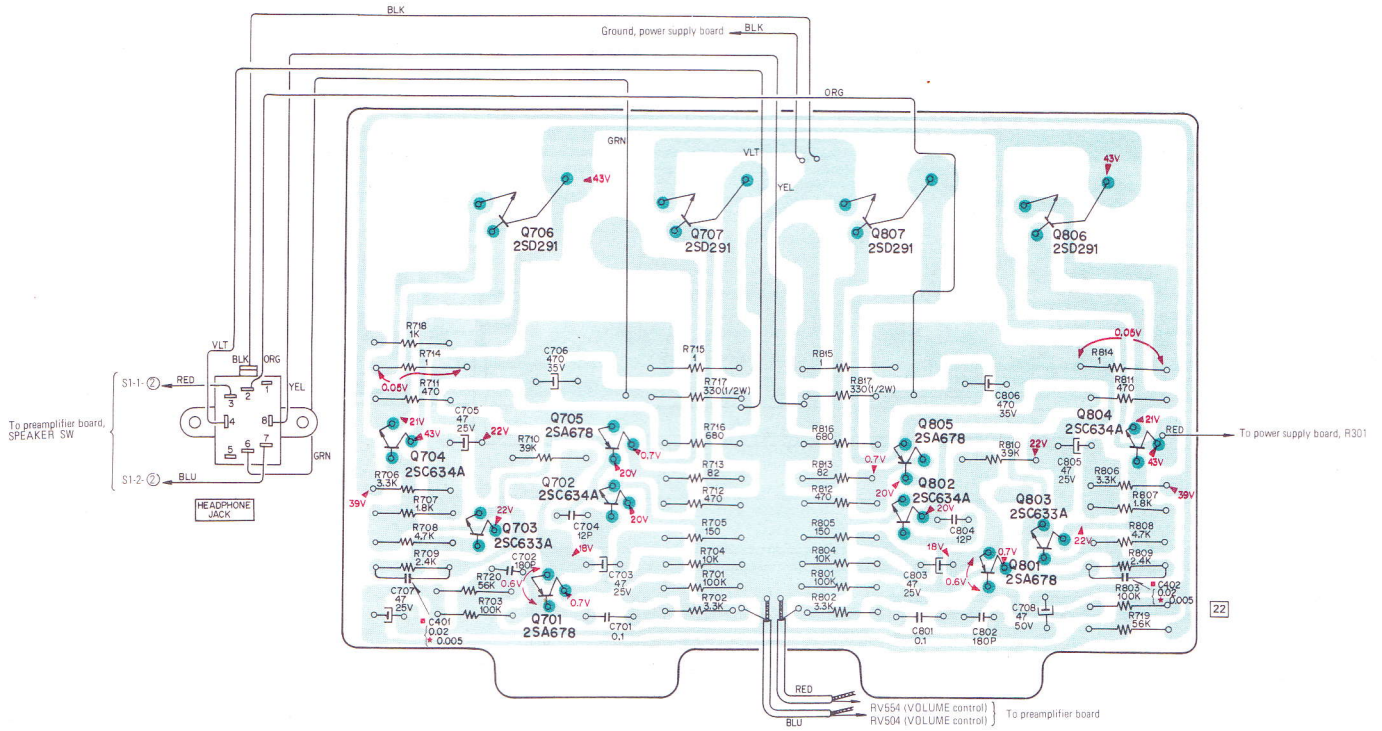 BLK
Ground, power supply board
BLK
ORG
GRN
VLT
YEL
43V
Q706
2SD291
Q707
2SD291
Q807
2SD291
43V
Q806
2SD291
VLT
BLK
ORG
YEL
GRN
S1-1-②
RED
To preamplifier board,
SPEAKER SW
S1-2-②
BLU
1
2
3
4
5
6
7
8
HEADPHONE
JACK
R718
1K
R714
1
0.05V
R711
470
C706
470
35V
R715
1
R717
330(1/2W)
R815
1
R817
330(1/2W)
C806
470
35V
0.05V
R814
1
R811
470
21V
43V
Q704
2SC634A
C705
47
25V
22V
R710
39K
Q705
2SA678
0.7V
20V
R716
680
R816
680
Q805
2SA678
0.7V
20V
R810
39K
22V
C805
47
25V
Q804
2SC634A
21V
43V
RED
To power supply board, R301
R706
3.3K
39V
R707
1.8K
Q702
2SC634A
20V
R713
82
R712
470
R813
82
R812
470
Q802
2SC634A
20V
C804
12P
Q803
2SC633A
22V
R806
3.3K
39V
R807
1.8K
R708
4.7K
22V
Q703
2SC633A
C704
12P
R705
150
R805
150
R808
4.7K
R709
2.4K
C702
180P
18V
C703
47
25V
R704
10K
R804
10K
18V
C803
47
25V
0.7V
0.6V
Q801
2SA678
R809
2.4K
C402
0.02
★ 0.005
C707
47
25V
R720
56K
0.6V
0.7V
R701
100K
R801
100K
R803
100K
C401
0.02
★ 0.005
R703
100K
Q701
2SA678
C701
0.1
R702
3.3K
R802
3.3K
C801
0.1
C802
180P
C708
47
50V
R719
56K
22
RED
BLU
RV554 (VOLUME control)
RV504 (VOLUME control)
To preamplifier board